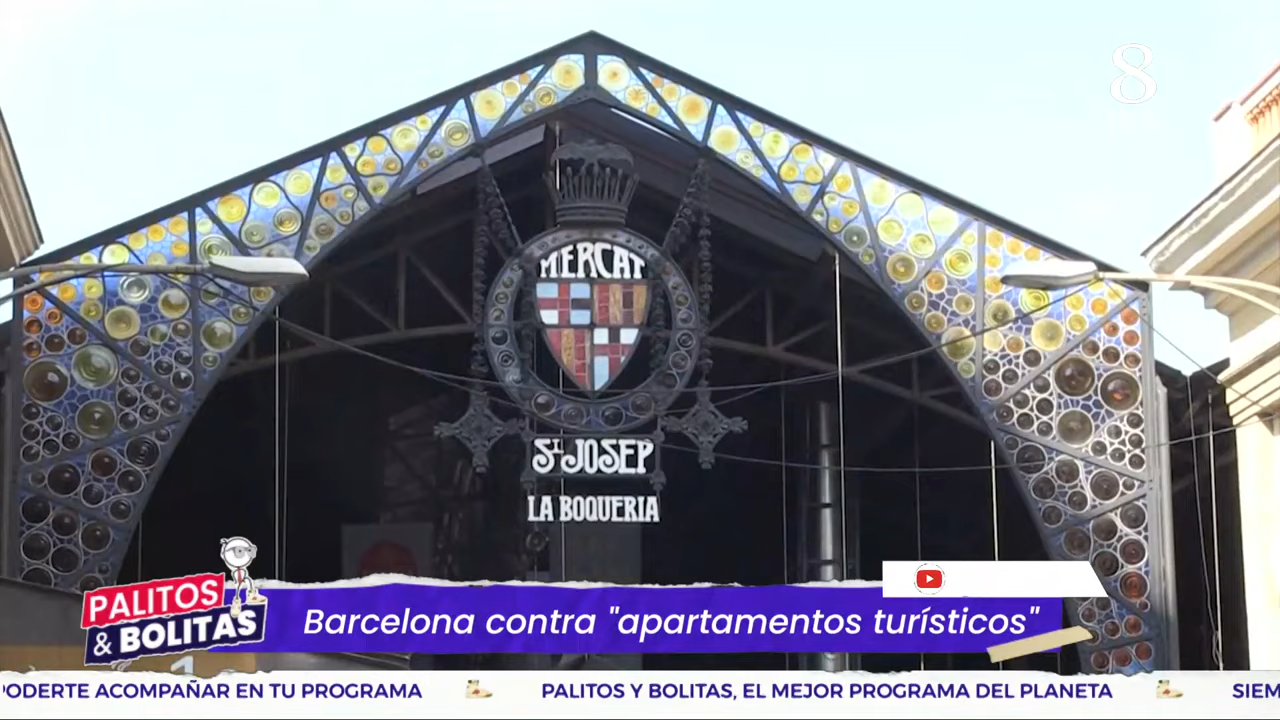 8
MERCAT
ST JOSEP
LA BOQUERIA
PALITOS
& BOLITAS
Barcelona contra "apartamentos turísticos"
PODERTE ACOMPAÑAR EN TU PROGRAMA
PALITOS Y BOLITAS, EL MEJOR PROGRAMA DEL PLANETA
SIEM